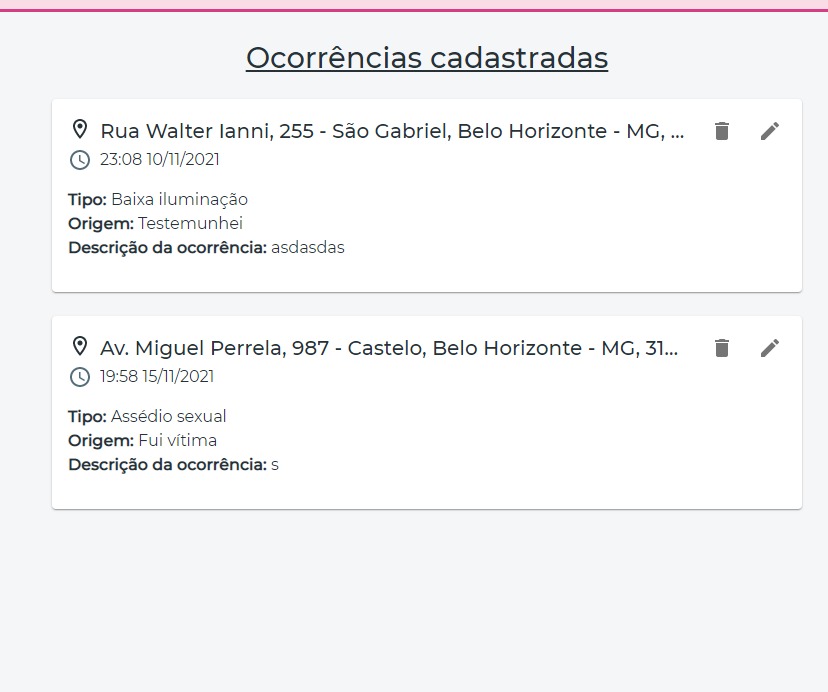 Ocorrências cadastradas
Rua Walter Ianni, 255 - São Gabriel, Belo Horizonte - MG, ...
23:08 10/11/2021
Tipo: Baixa iluminação
Origem: Testemunhei
Descrição da ocorrência: asdasdas
Av. Miguel Perrela, 987 - Castelo, Belo Horizonte - MG, 31...
19:58 15/11/2021
Tipo: Assédio sexual
Origem: Fui vítima
Descrição da ocorrência: s